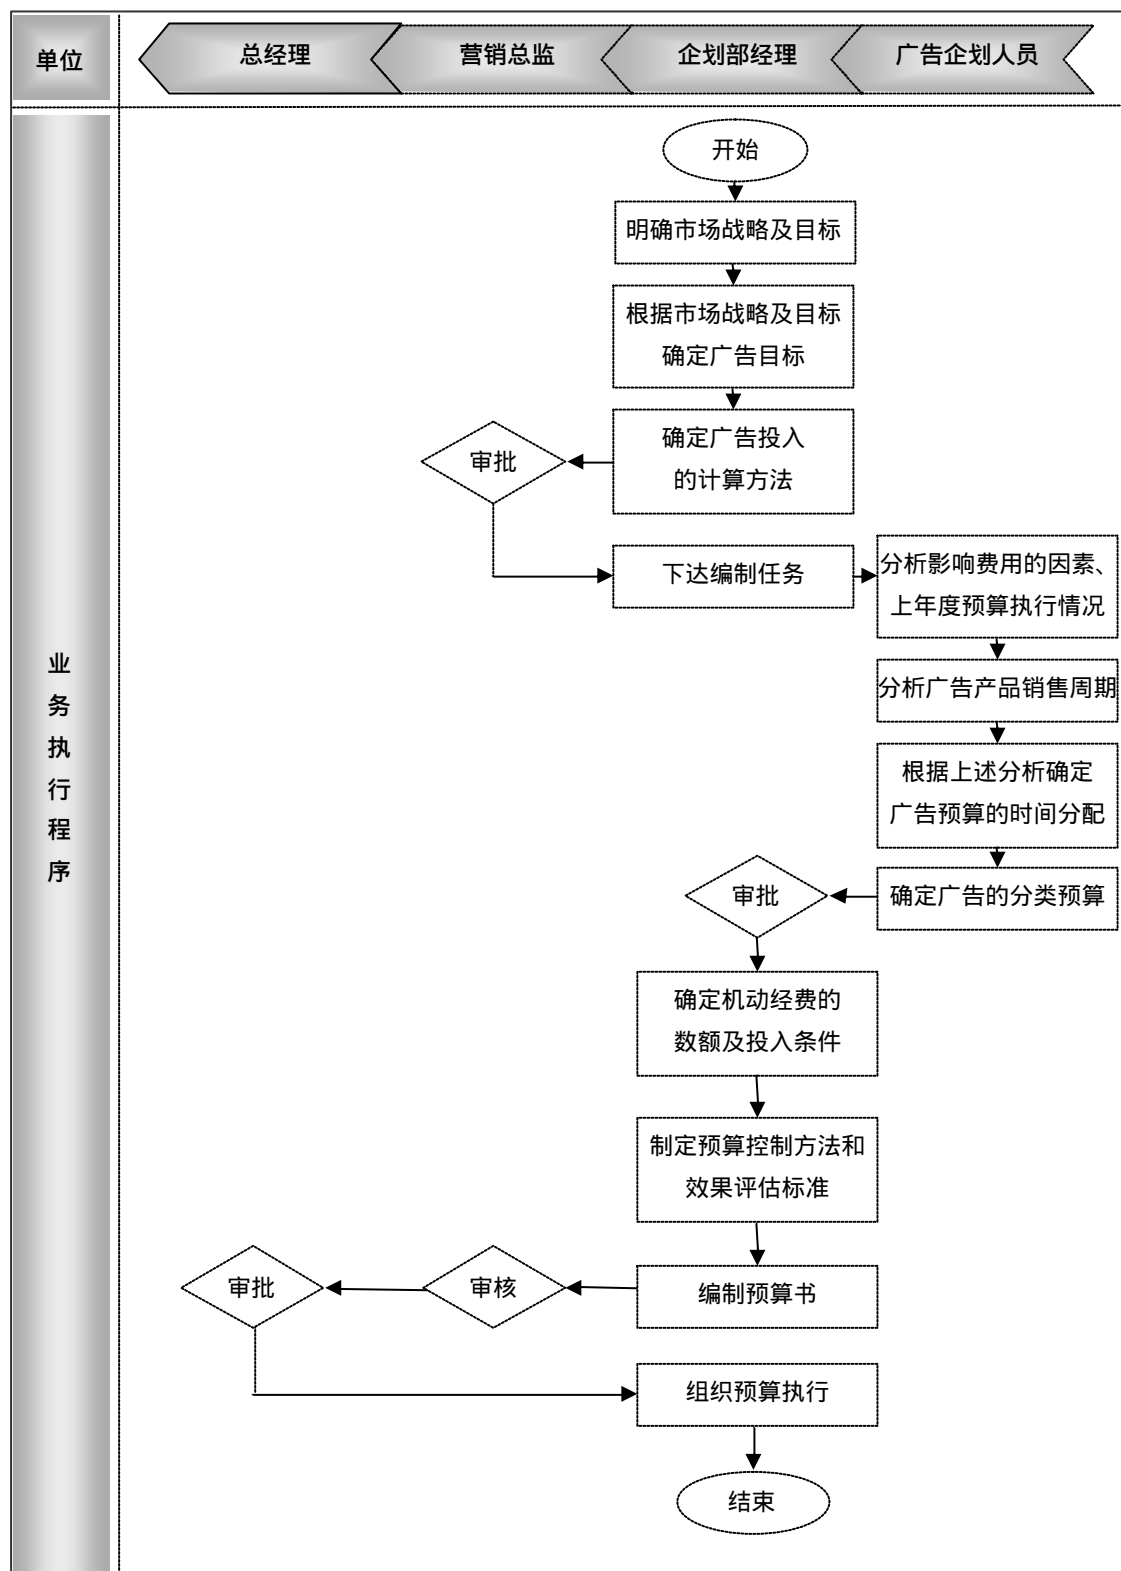 单位
总经理
营销总监
企划部经理
广告企划人员
开始
明确市场战略及目标
根据市场战略及目标
确定广告目标
确定广告投入
的计算方法
审批
下达编制任务
分析影响费用的因素、
上年度预算执行情况
分析广告产品销售周期
根据上述分析确定
广告预算的时间分配
确定广告的分类预算
审批
确定机动经费的
数额及投入条件
制定预算控制方法和
效果评估标准
编制预算书
审核
审批
组织预算执行
结束
业
务
执
行
程
序